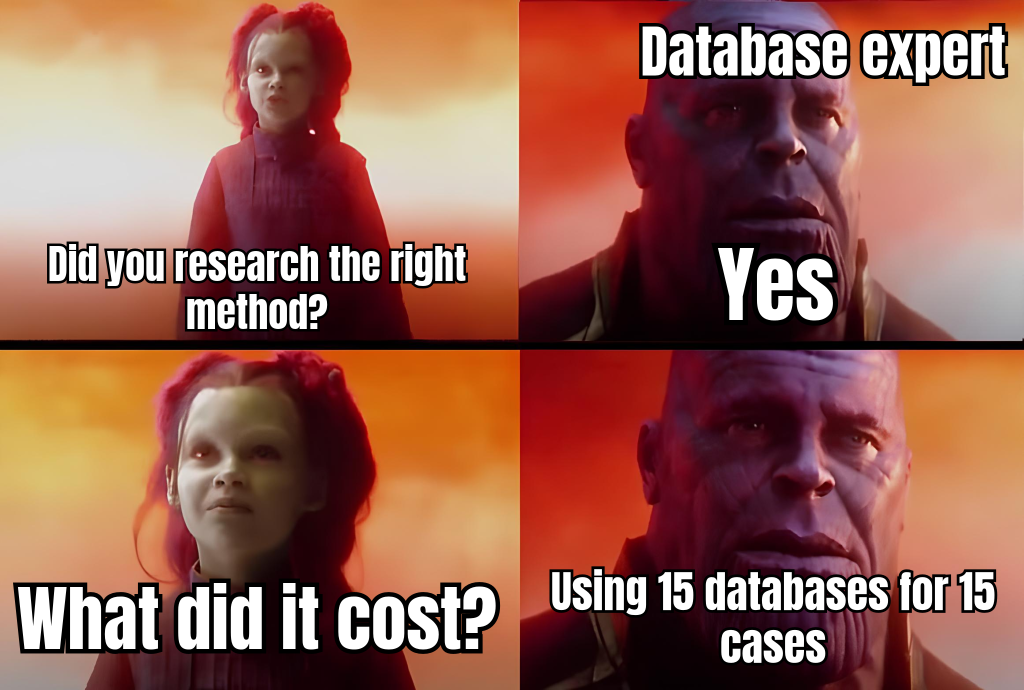 Did you research the right
method?
Database expert
Yes
What did it cost?
Using 15 databases for 15
cases